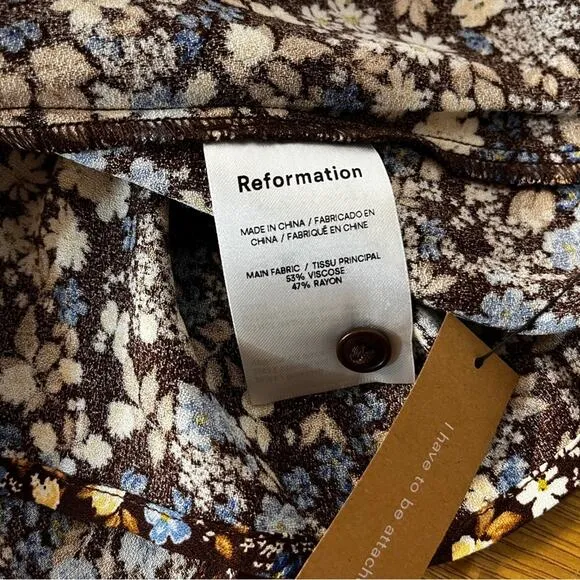 Reformation
MADE IN CHINA / FABRICADO EN
CHINA / FABRIQUÉ EN CHINE
MAIN FABRIC / TISSU PRINCIPAL
53% VISCOSE
47% RAYON
I have to be attach